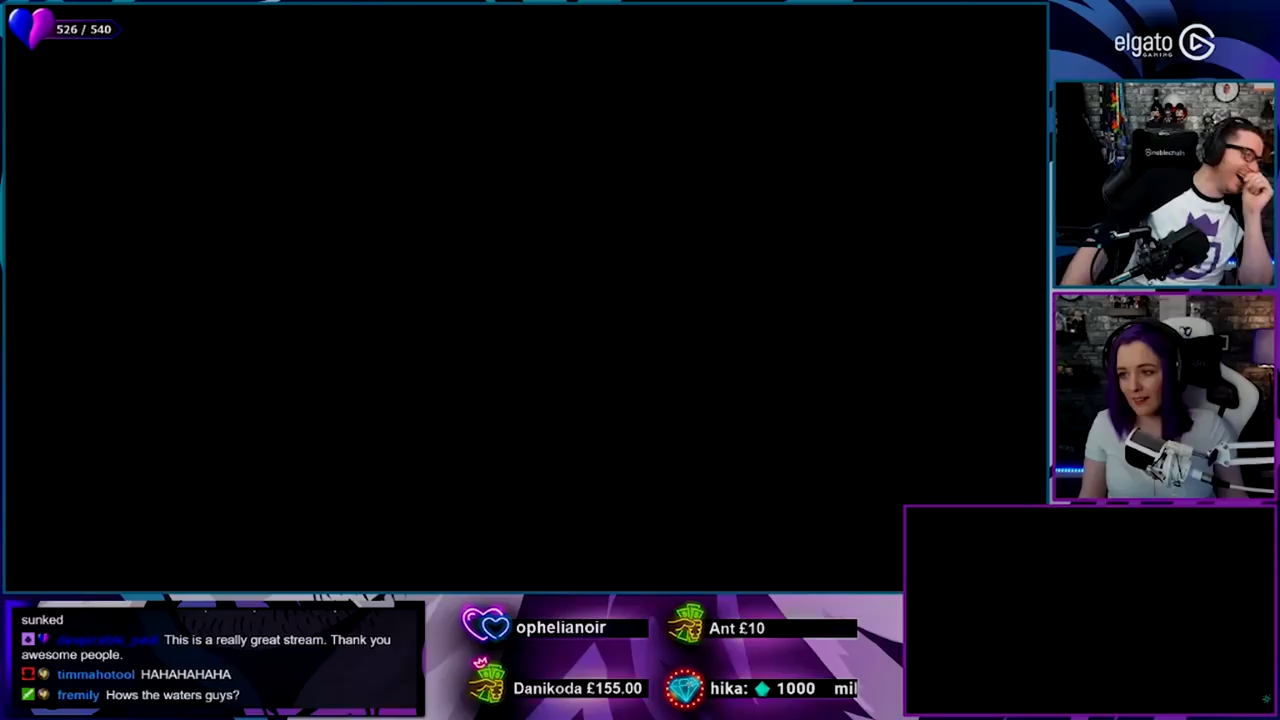 526 / 540
elgato
GAMING
noblechairs
sunked
This is a really great stream. Thank you
awesome people.
timmahotool HAHAHAHAHA
fremily Hows the waters guys?
ophelianoir
Ant £10
Danikoda £155.00
hika: 1000 mil